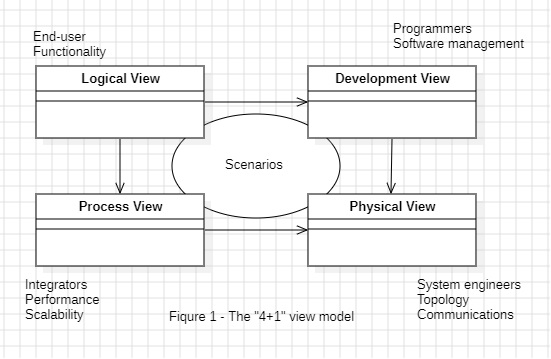 End-user
Functionality
Programmers
Software management
Logical View
Development View
Scenarios
Process View
Physical View
Integrators
Performance
Scalability
System engineers
Topology
Communications
Fiqure 1 - The "4+1" view model